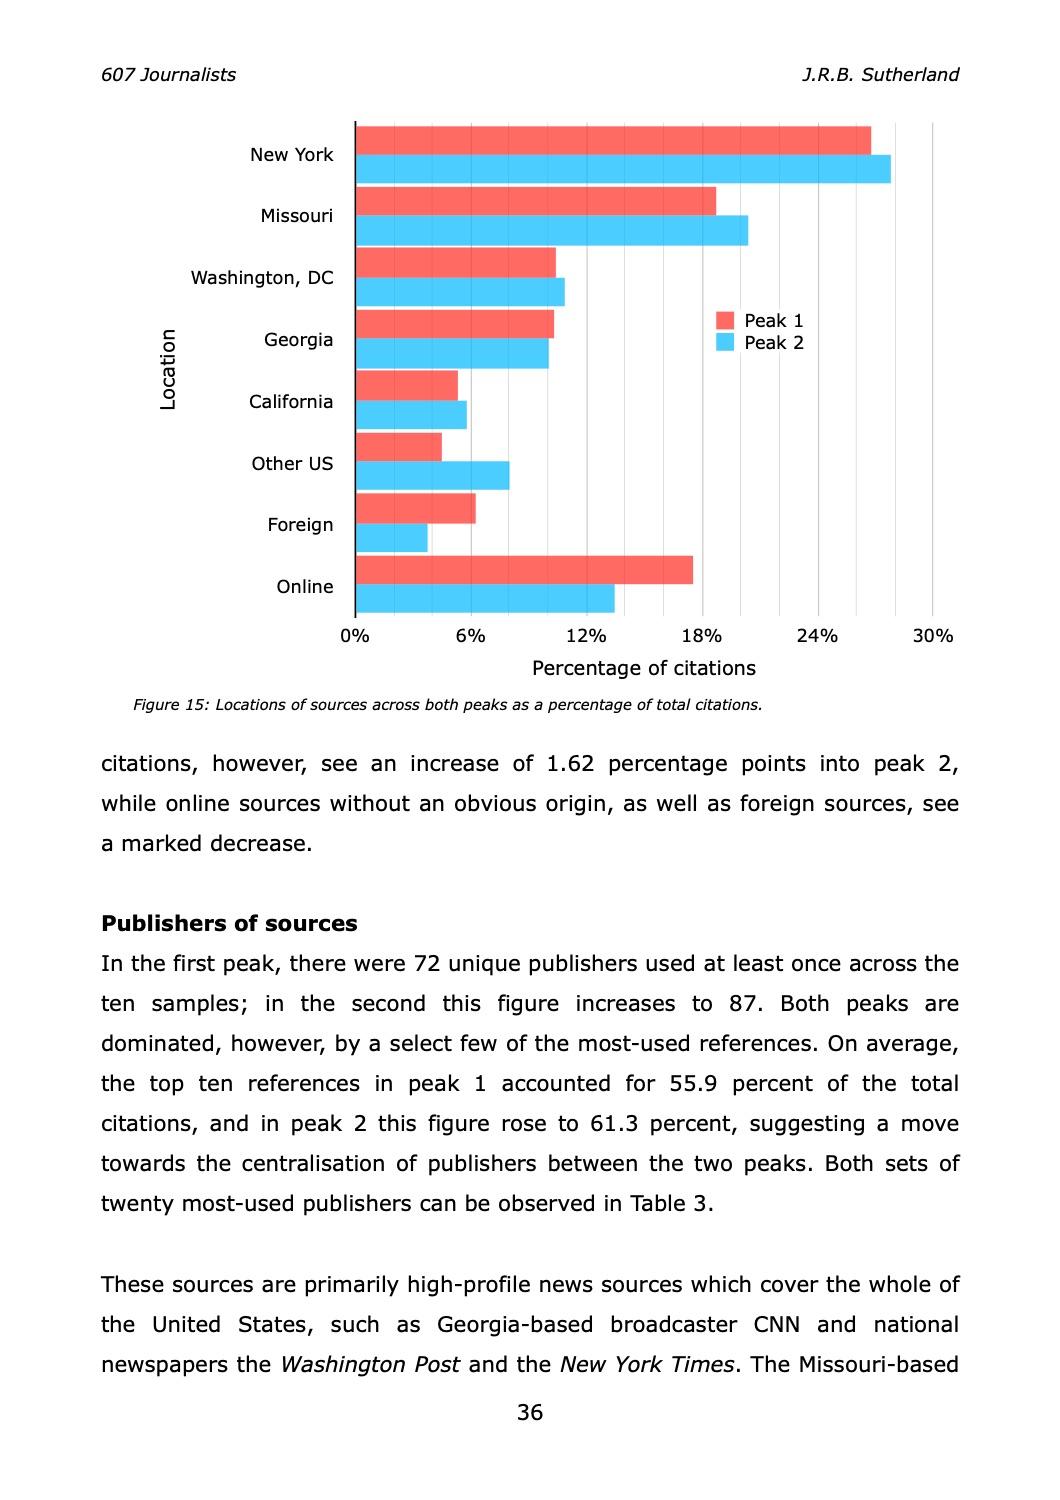 607 Journalists
J.R.B. Sutherland
New York
Missouri
Washington, DC
Georgia
California
Other US
Foreign
Online
Location
Peak 1
Peak 2
0% 6% 12% 18% 24% 30%
Percentage of citations
Figure 15: Locations of sources across both peaks as a percentage of total citations.
citations, however, see an increase of 1.62 percentage points into peak 2,
while online sources without an obvious origin, as well as foreign sources, see
a marked decrease.
Publishers of sources
In the first peak, there were 72 unique publishers used at least once across the
ten samples; in the second this figure increases to 87. Both peaks are
dominated, however, by a select few of the most-used references. On average,
the top ten references in peak 1 accounted for 55.9 percent of the total
citations, and in peak 2 this figure rose to 61.3 percent, suggesting a move
towards the centralisation of publishers between the two peaks. Both sets of
twenty most-used publishers can be observed in Table 3.
These sources are primarily high-profile news sources which cover the whole of
the United States, such as Georgia-based broadcaster CNN and national
newspapers the Washington Post and the New York Times. The Missouri-based
36